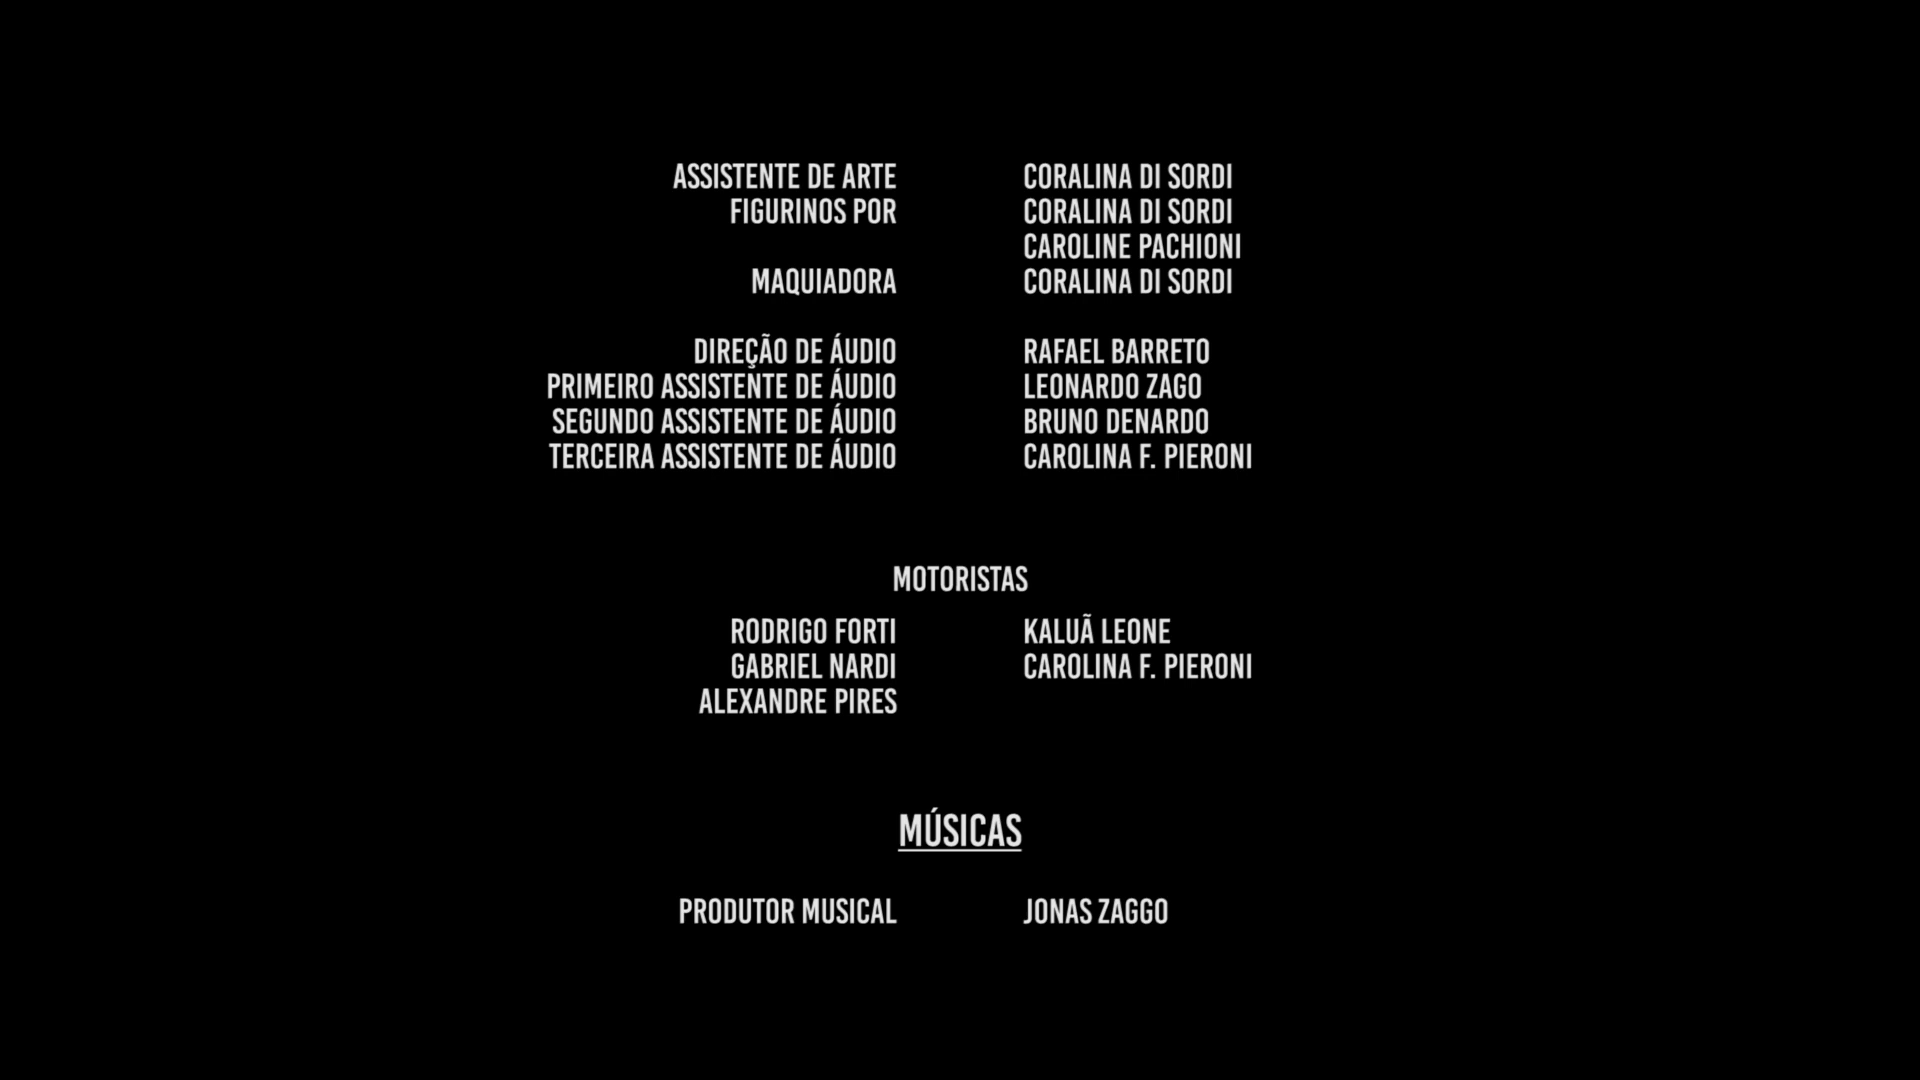 ASSISTENTE DE ARTE CORALINA DI SORDI
FIGURINOS POR CORALINA DI SORDI
CAROLINE PACHIONI
MAQUIADORA CORALINA DI SORDI
DIREÇÃO DE ÁUDIO RAFAEL BARRETO
PRIMEIRO ASSISTENTE DE ÁUDIO LEONARDO ZAGO
SEGUNDO ASSISTENTE DE ÁUDIO BRUNO DENARDO
TERCEIRA ASSISTENTE DE ÁUDIO CAROLINA F. PIERONI
MOTORISTAS
RODRIGO FORTI KALUÃ LEONE
GABRIEL NARDI CAROLINA F. PIERONI
ALEXANDRE PIRES
MÚSICAS
PRODUTOR MUSICAL JONAS ZAGGO